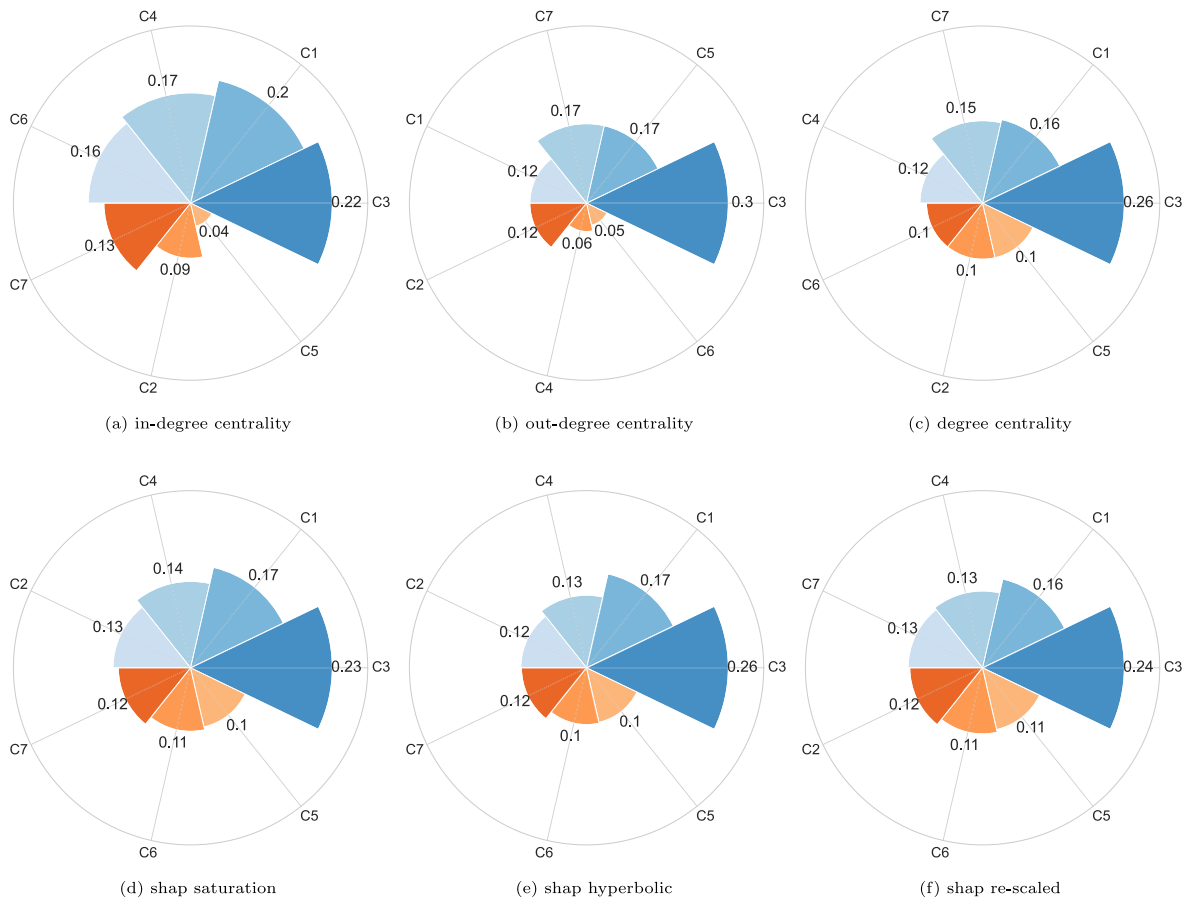 C4
C1
0.17
0.2
C6
0.16
0.22
C3
0.04
0.13
0.09
C7
C5
C2
(a) in-degree centrality
C7
C5
0.17
0.17
C1
0.12
0.3
C3
0.12
0.06
0.05
C2
C6
C4
(b) out-degree centrality
C7
C1
0.15
0.16
C4
0.12
0.26
C3
0.1
0.1
0.1
C6
C5
C2
(c) degree centrality
C4
C1
0.14
0.17
C2
0.13
0.23
C3
0.12
0.11
0.1
C7
C5
C6
(d) shap saturation
C4
C1
0.13
0.17
C2
0.12
0.26
C3
0.12
0.1
0.1
C7
C5
C6
(e) shap hyperbolic
C4
C1
0.13
0.16
C7
0.13
0.24
C3
0.12
0.11
0.11
C2
C5
C6
(f) shap re-scaled